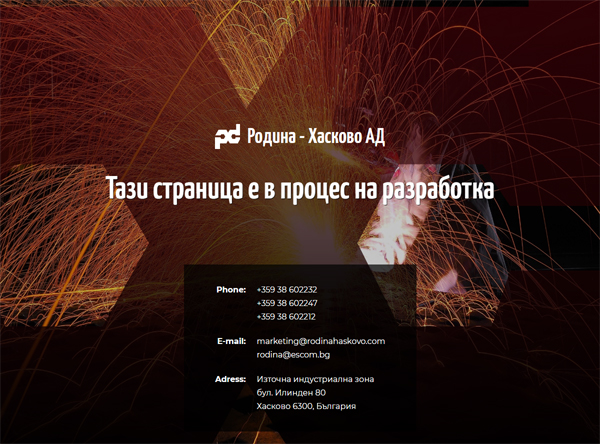 рd Родина - Хасково АД
Тази страница е в процес на разработка
Phone: +359 38 602232
+359 38 602247
+359 38 602212
E-mail: marketing@rodinahaskovo.com
rodina@escom.bg
Adress: Източна индустриална зона
бул. Илинден 80
Хасково 6300, България